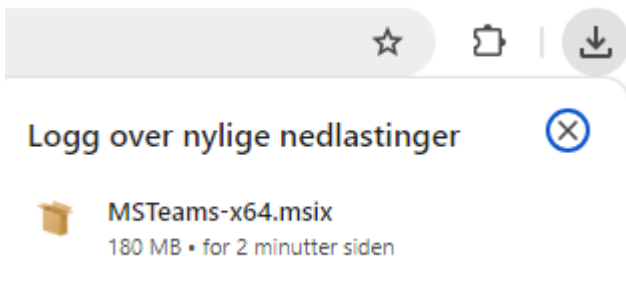 Logg over nylige nedlastinger
MSTeams-x64.msix
180 MB • for 2 minutter siden